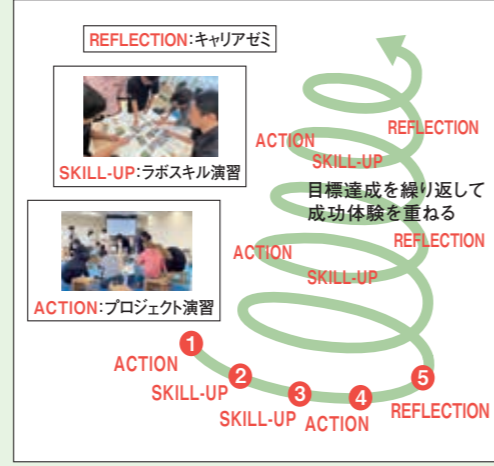 REFLECTION:キャリアゼミ
SKILL-UP:ラボスキル演習
ACTION:プロジェクト演習
REFLECTION
ACTION
SKILL-UP
目標達成を繰り返して
成功体験を重ねる
REFLECTION
ACTION
SKILL-UP
1
ACTION
2
SKILL-UP
3
SKILL-UP
4
ACTION
5
REFLECTION